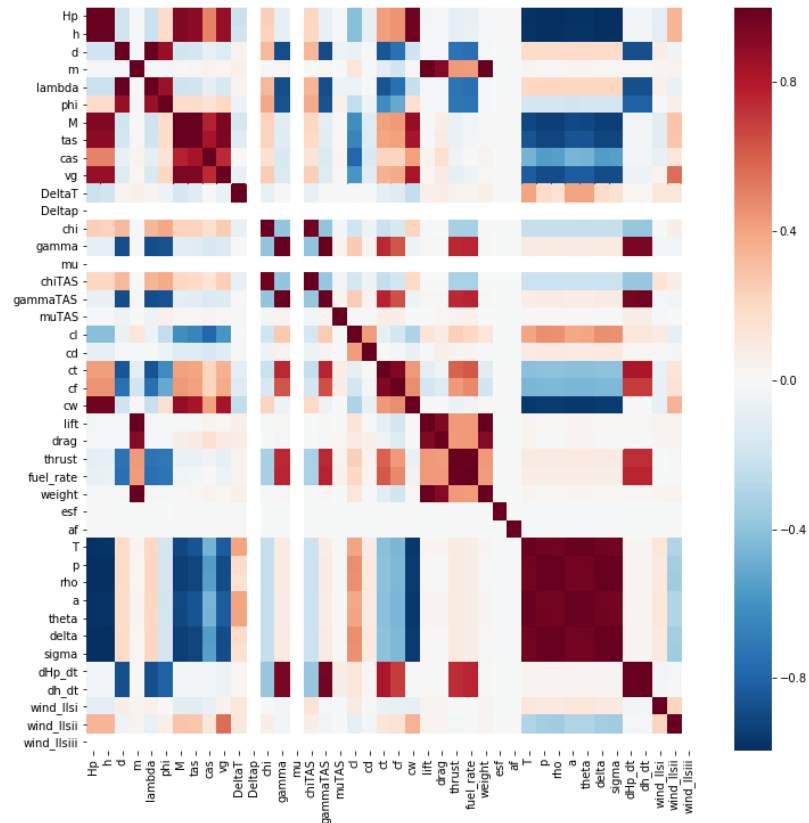 Hp
h
d
m
lambda
phi
M
tas
cas
vg
DeltaT
Deltap
chi
gamma
mu
chiTAS
gammaTAS
muTAS
cl
cd
ct
cf
cw
lift
drag
thrust
fuel_rate
weight
esf
af
T
p
rho
a
theta
delta
sigma
dHp_dt
dh_dt
wind_llsi
wind_llsii
wind_llsiii
Hp
h
d
m
lambda
phi
M
tas
cas
vg
DeltaT
Deltap
chi
gamma
mu
chiTAS
gammaTAS
muTAS
cl
cd
ct
cf
cw
lift
drag
thrust
fuel_rate
weight
esf
af
T
p
rho
a
theta
delta
sigma
dHp_dt
dh_dt
wind_llsi
wind_llsii
wind_llsiii
0.8
0.4
0.0
-0.4
-0.8